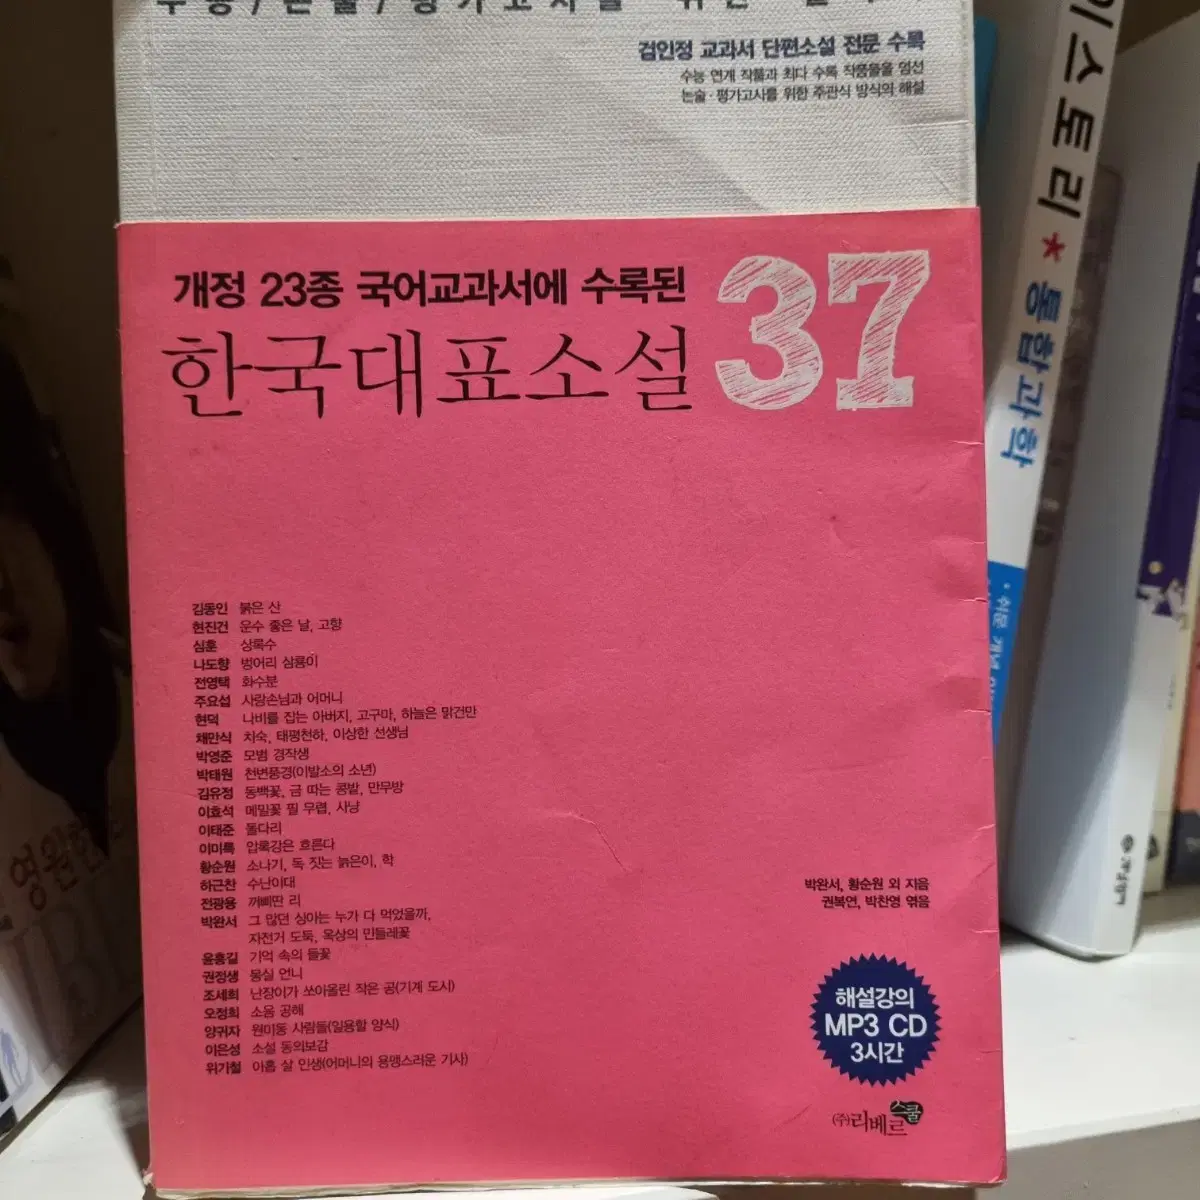 검인정 교과서 단편소설 전문 수록
수능 연계 작품과 최다 수록 작품들을 엄선
논술·평가고사를 위한 주관식 방식의 해설
개정 23종 국어교과서에 수록된
한국대표소설 37
김동인 붉은 산
현진건 운수 좋은 날, 고향
심훈 상록수
나도향 벙어리 삼룡이
전영택 화수분
주요섭 사랑손님과 어머니
현덕 나비를 잡는 아버지, 고구마, 하늘은 맑건만
채만식 치숙, 태평천하, 이상한 선생님
박영준 모범 경작생
박태원 천변풍경(이발소의 소년)
김유정 동백꽃, 금 따는 콩밭, 만무방
이효석 메밀꽃 필 무렵, 사냥
이태준 돌다리
이미륵 압록강은 흐른다
황순원 소나기, 독 짓는 늙은이, 학
하근찬 수난이대
전광용 꺼삐딴 리
박완서 그 많던 싱아는 누가 다 먹었을까,
자전거 도둑, 옥상의 민들레꽃
윤흥길 기억 속의 들꽃
권정생 몽실 언니
조세희 난장이가 쏘아올린 작은 공(기계 도시)
오정희 소음 공해
양귀자 원미동 사람들(일용할 양식)
이은성 소설 동의보감
위기철 아홉 살 인생(어머니의 용맹스러운 기사)
박완서, 황순원 외 지음
권복연, 박찬영 엮음
해설강의
MP3 CD
3시간
(주)리베르
스쿨
이스토리 * 통합과학
영원한